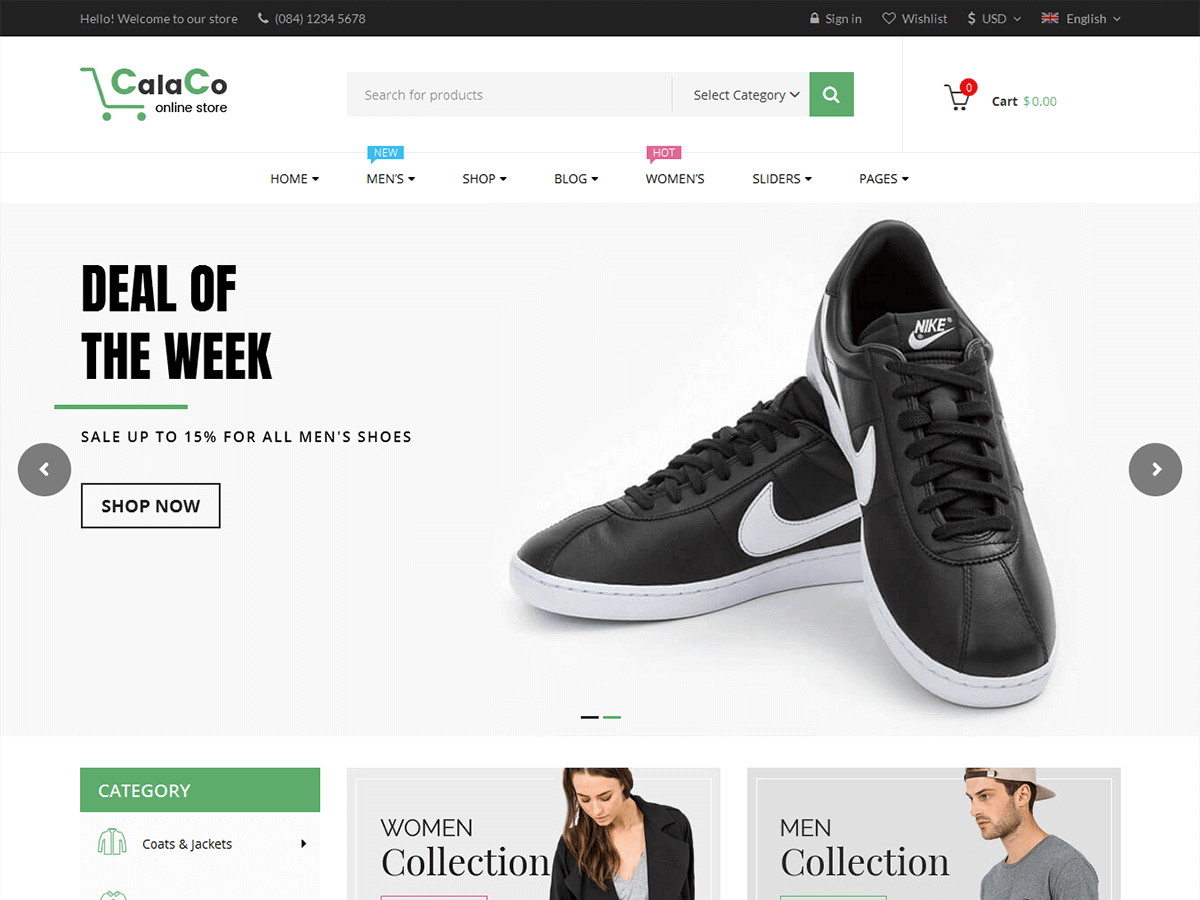 Hello! Welcome to our store
(084) 1234 5678
Sign in
Wishlist
$ USD
English
CalaCo
online store
Search for products
Select Category
0
Cart $0.00
NEW
HOT
HOME
MEN'S
SHOP
BLOG
WOMEN'S
SLIDERS
PAGES
DEAL OF
THE WEEK
SALE UP TO 15% FOR ALL MEN'S SHOES
SHOP NOW
NIKE
CATEGORY
Coats & Jackets
WOMEN
Collection
MEN
Collection